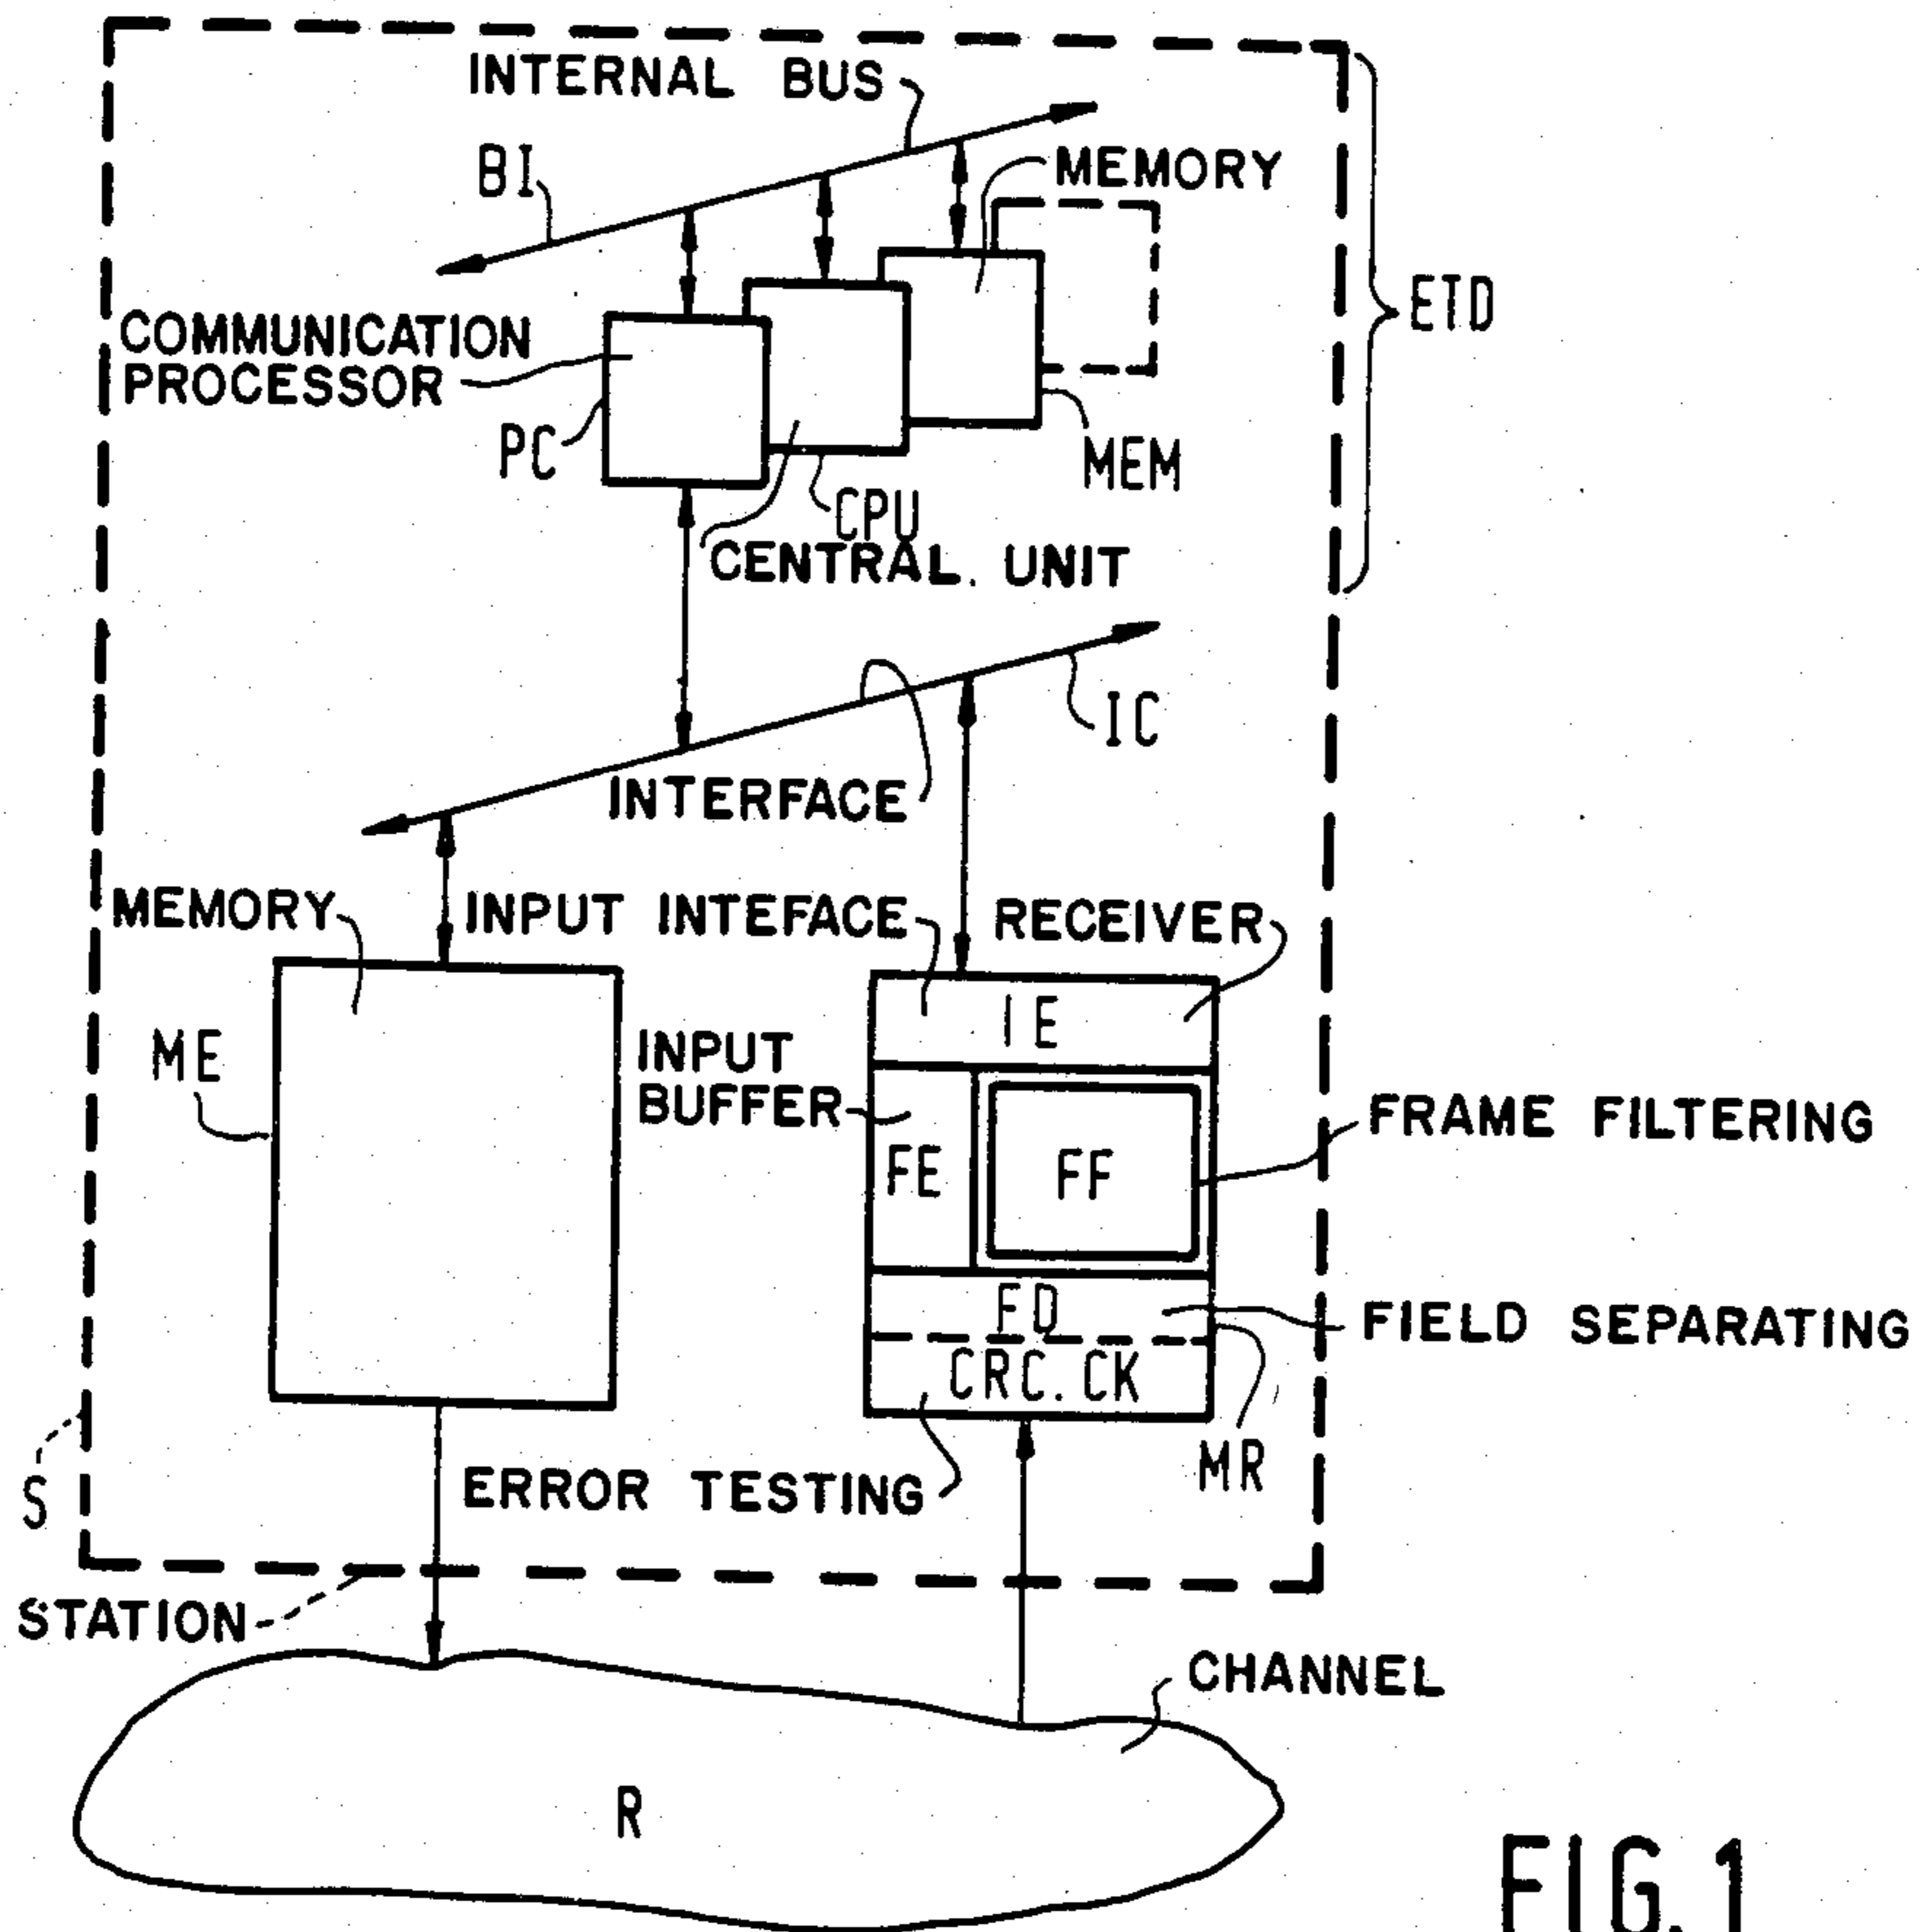 INTERNAL BUS
BI
MEMORY
ETD
COMMUNICATION
PROCESSOR
PC
MEM
CPU
CENTRAL. UNIT
IC
INTERFACE
MEMORY
INPUT INTEFACE
RECEIVER
IE
ME
INPUT
BUFFER
FE
FF
FRAME FILTERING
FD
FIELD SEPARATING
CRC.CK
MR
S
ERROR TESTING
STATION
CHANNEL
R
FIG.1